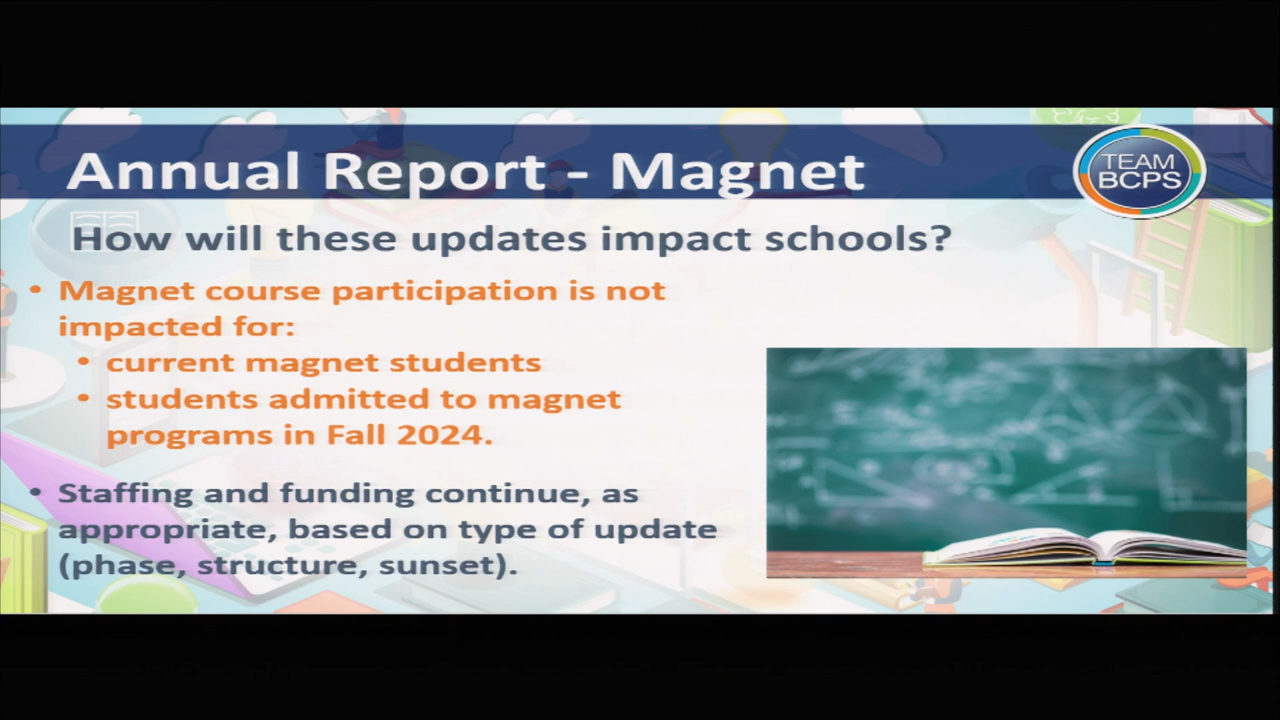 Annual Report - Magnet
TEAM
BCPS
How will these updates impact schools?
• Magnet course participation is not
impacted for:
• current magnet students
• students admitted to magnet
programs in Fall 2024.
• Staffing and funding continue, as
appropriate, based on type of update
(phase, structure, sunset).